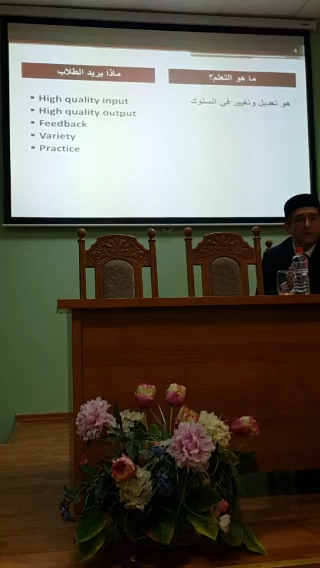 ما هو التعلم؟
هو تعديل وتغيير في السلوك
ماذا يريد الطلاب
▪ High quality input
▪ High quality output
▪ Feedback
▪ Variety
▪ Practice